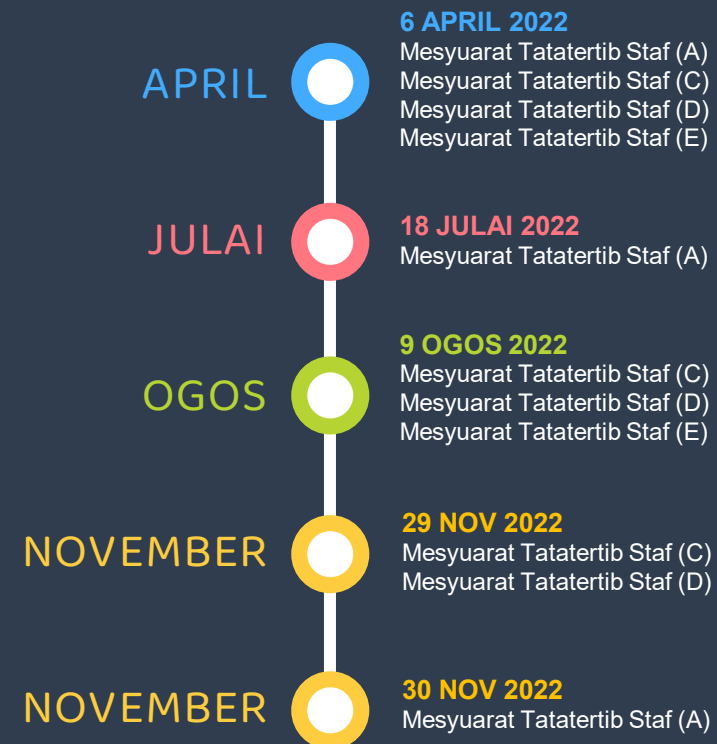 APRIL
6 APRIL 2022
Mesyuarat Tatatertib Staf (A)
Mesyuarat Tatatertib Staf (C)
Mesyuarat Tatatertib Staf (D)
Mesyuarat Tatatertib Staf (E)
JULAI
18 JULAI 2022
Mesyuarat Tatatertib Staf (A)
OGOS
9 OGOS 2022
Mesyuarat Tatatertib Staf (C)
Mesyuarat Tatatertib Staf (D)
Mesyuarat Tatatertib Staf (E)
NOVEMBER
29 NOV 2022
Mesyuarat Tatatertib Staf (C)
Mesyuarat Tatatertib Staf (D)
NOVEMBER
30 NOV 2022
Mesyuarat Tatatertib Staf (A)